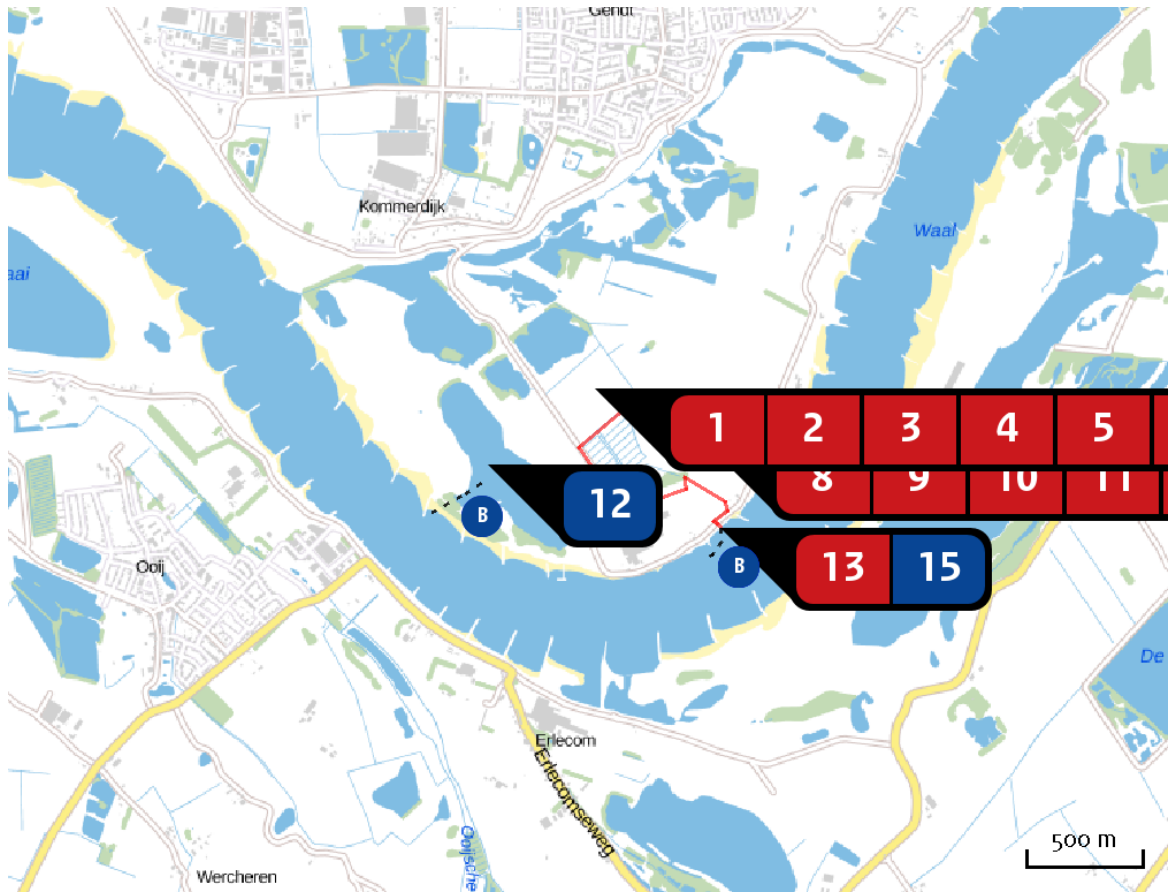 Gendt
Kommerdijk
Waal
aai
1 2 3 4 5
8 9 10 11
12
B
B
13 15
Ooij
De
Erlecom
Erlecomseweg
Ooijsche
Wercheren
500 m